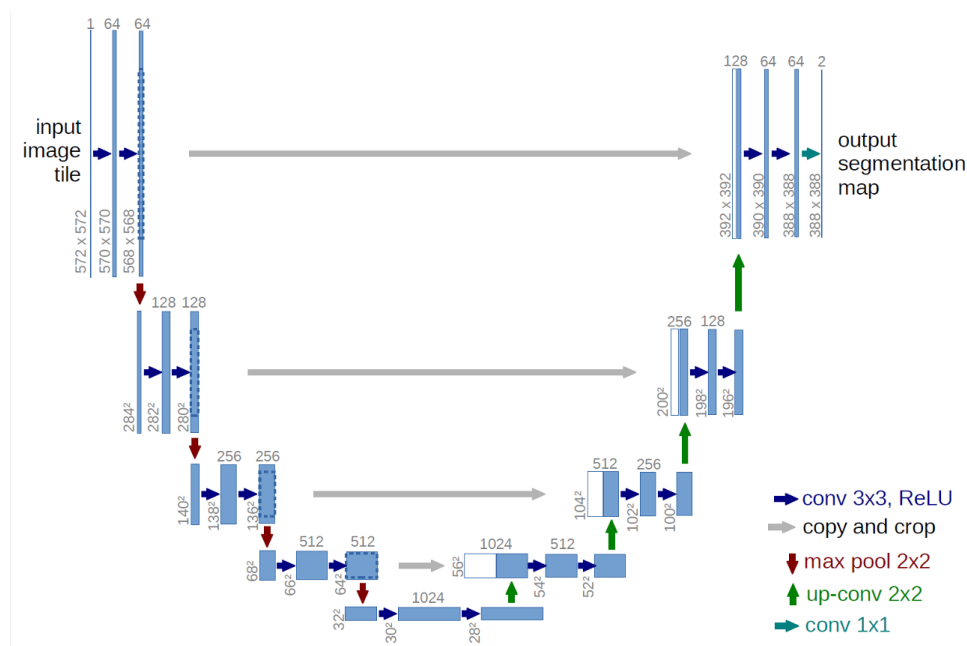 1 64 64
input
image
tile
572 x 572
570 x 570
568 x 568
128 64 64 2
output
segmentation
map
392 x 392
390 x 390
388 x 388
388 x 388
128 128
284²
282²
280²
256 128
200²
198²
196²
256 256
140²
138²
136²
512 256
104²
102²
100²
512 512
68²
66²
64²
1024 512
56²
54²
52²
1024
32²
30²
28²
conv 3x3, ReLU
copy and crop
max pool 2x2
up-conv 2x2
conv 1x1